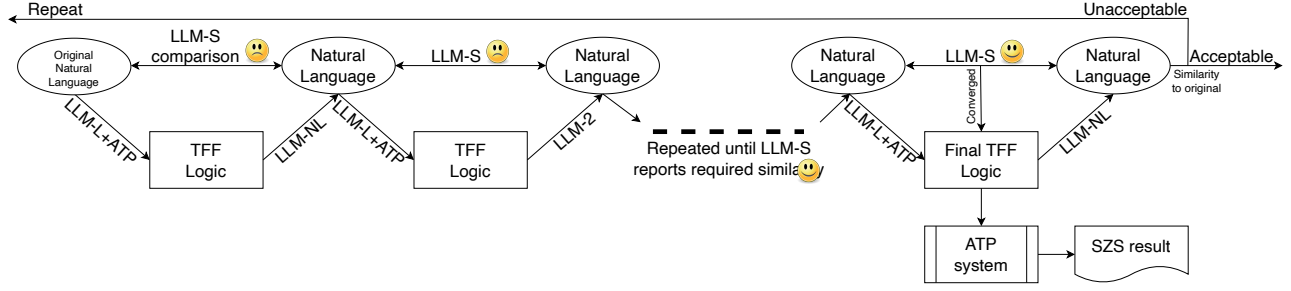 Repeat
Unacceptable
LLM-S
comparison
LLM-S
LLM-S
Acceptable
Original
Natural
Language
Natural
Language
Natural
Language
Natural
Language
Natural
Language
Similarity
to original
Converged
LLM-L+ATP
LLM-NL
LLM-L+ATP
LLM-2
LLM-L+ATP
LLM-NL
TFF
Logic
TFF
Logic
Repeated until LLM-S
reports required similarity
Final TFF
Logic
ATP
system
SZS result